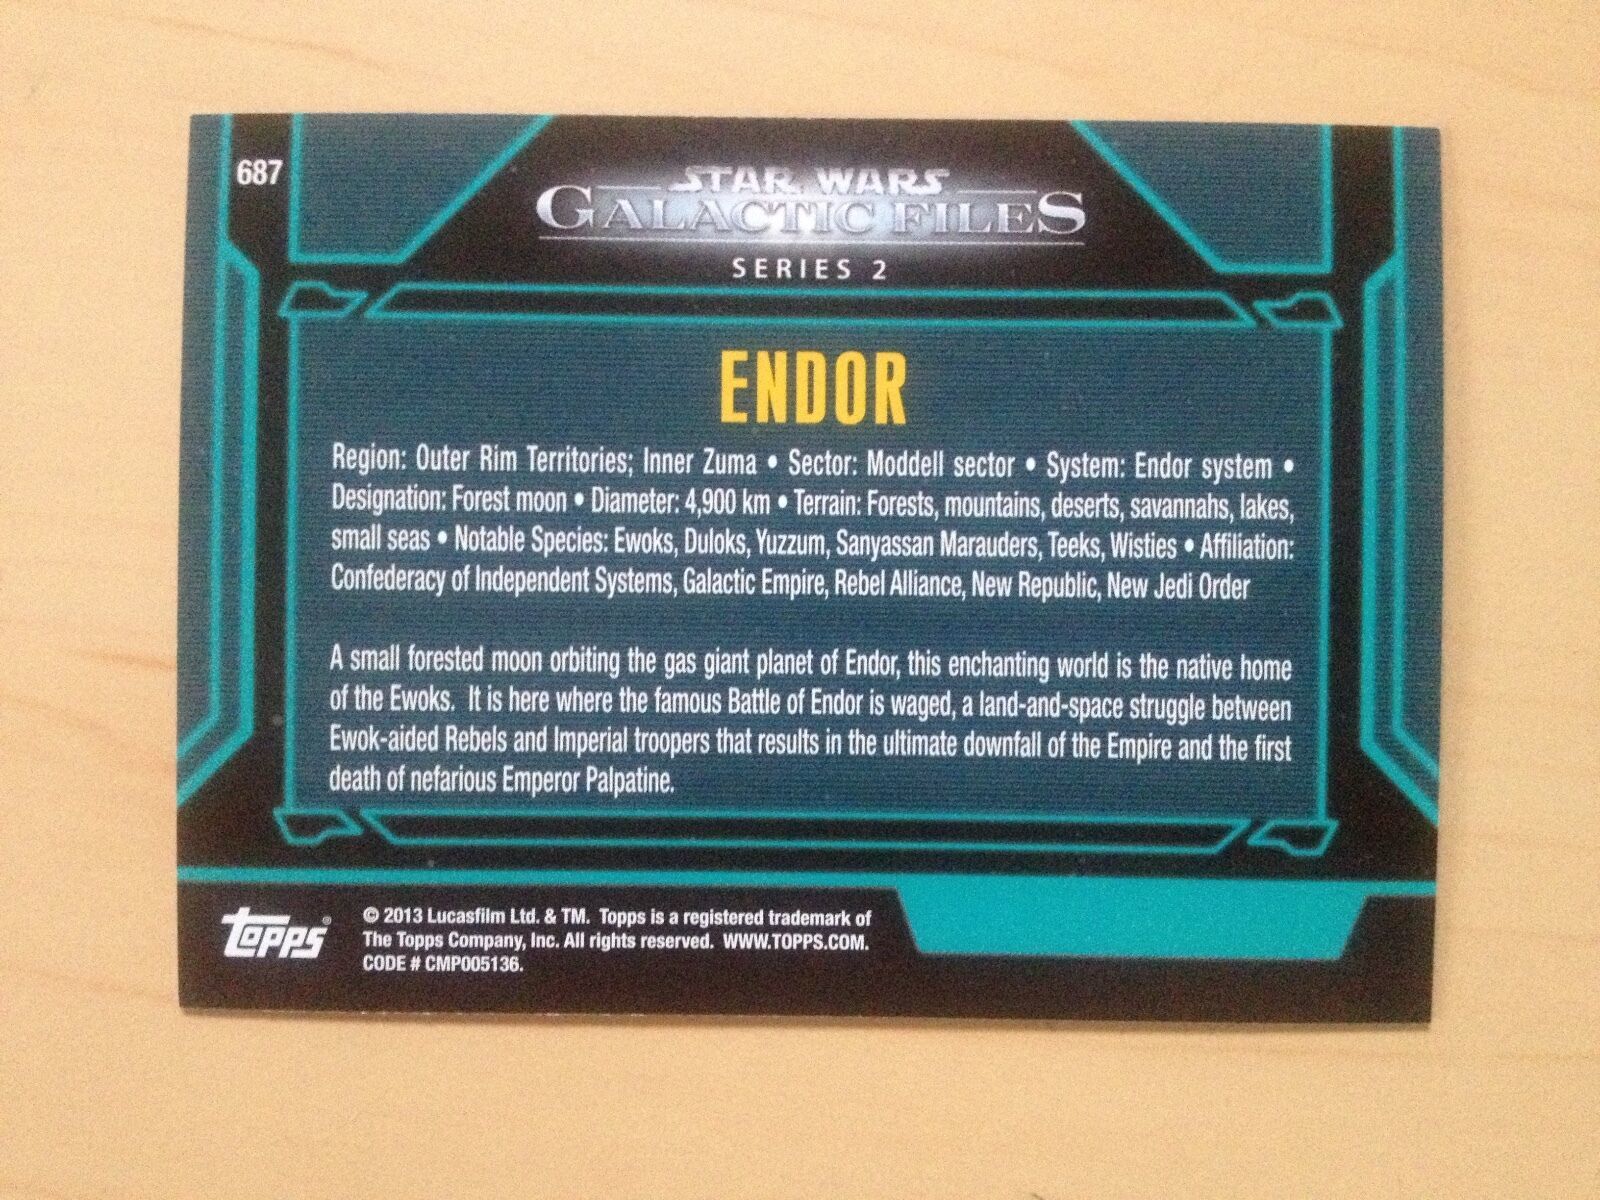 687
STAR WARS
GALACTIC FILES
SERIES 2
ENDOR
Region: Outer Rim Territories; Inner Zuma • Sector: Moddell sector • System: Endor system •
Designation: Forest moon • Diameter: 4,900 km • Terrain: Forests, mountains, deserts, savannahs, lakes,
small seas • Notable Species: Ewoks, Duloks, Yuzzum, Sanyassan Marauders, Teeks, Wisties • Affiliation:
Confederacy of Independent Systems, Galactic Empire, Rebel Alliance, New Republic, New Jedi Order
A small forested moon orbiting the gas giant planet of Endor, this enchanting world is the native home
of the Ewoks. It is here where the famous Battle of Endor is waged, a land-and-space struggle between
Ewok-aided Rebels and Imperial troopers that results in the ultimate downfall of the Empire and the first
death of nefarious Emperor Palpatine.
topps®
© 2013 Lucasfilm Ltd. & TM. Topps is a registered trademark of
The Topps Company, Inc. All rights reserved. WWW.TOPPS.COM.
CODE # CMP005136.